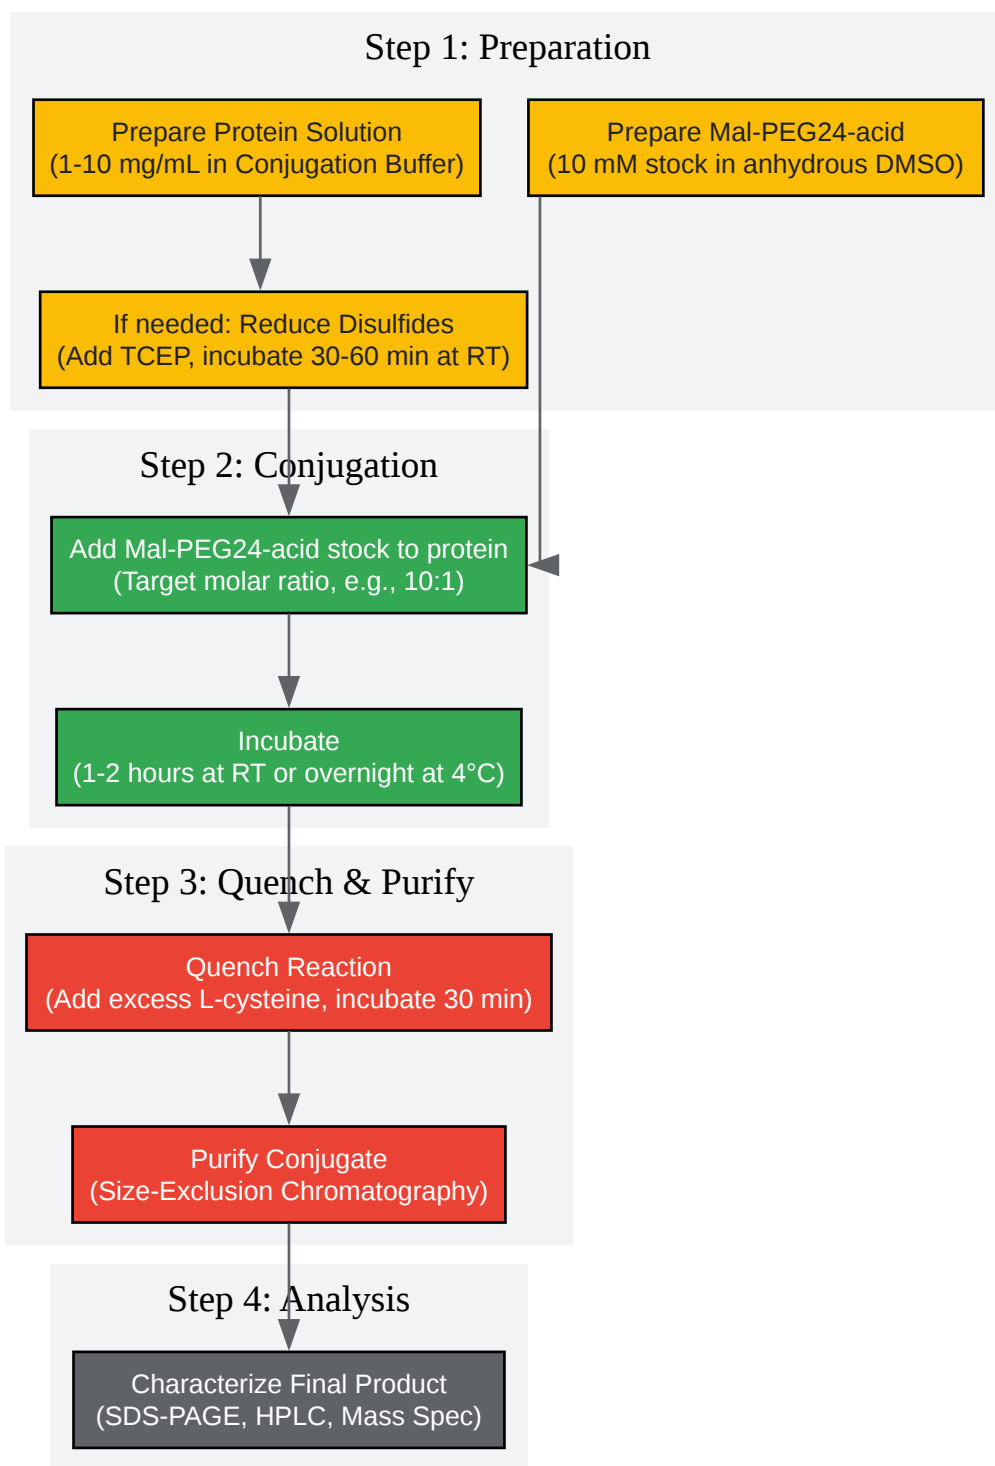 Step 1: Preparation
Prepare Protein Solution
(1-10 mg/mL in Conjugation Buffer)
Prepare Mal-PEG24-acid
(10 mM stock in anhydrous DMSO)
If needed: Reduce Disulfides
(Add TCEP, incubate 30-60 min at RT)
Step 2: Conjugation
Add Mal-PEG24-acid stock to protein
(Target molar ratio, e.g., 10:1)
Incubate
(1-2 hours at RT or overnight at 4°C)
Step 3: Quench & Purify
Quench Reaction
(Add excess L-cysteine, incubate 30 min)
Purify Conjugate
(Size-Exclusion Chromatography)
Step 4: Analysis
Characterize Final Product
(SDS-PAGE, HPLC, Mass Spec)